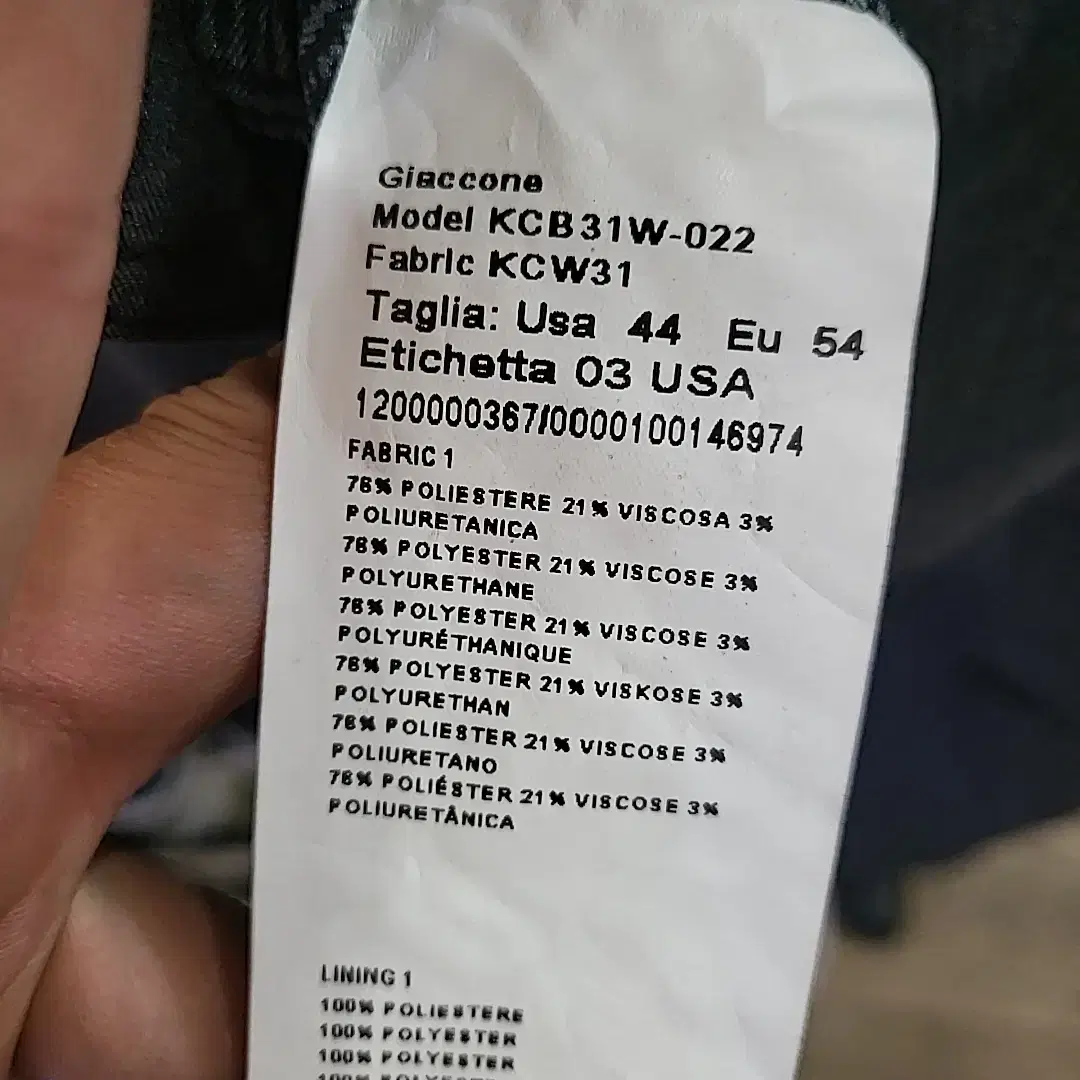 Giaccone
Model KCB31W-022
Fabric KCW31
Taglia: Usa 44 Eu 54
Etichetta 03 USA
1200000367/0000100146974
FABRIC 1
76% POLIESTERE 21% VISCOSA 3%
POLIURETANICA
76% POLYESTER 21% VISCOSE 3%
POLYURETHANE
76% POLYESTER 21% VISCOSE 3%
POLYURÉTHANIQUE
76% POLYESTER 21% VISKOSE 3%
POLYURETHAN
76% POLIESTER 21% VISCOSE 3%
POLIURETANO
76% POLIÉSTER 21% VISCOSE 3%
POLIURETÂNICA
LINING 1
100% POLIESTERE
100% POLYESTER
100% POLYESTER